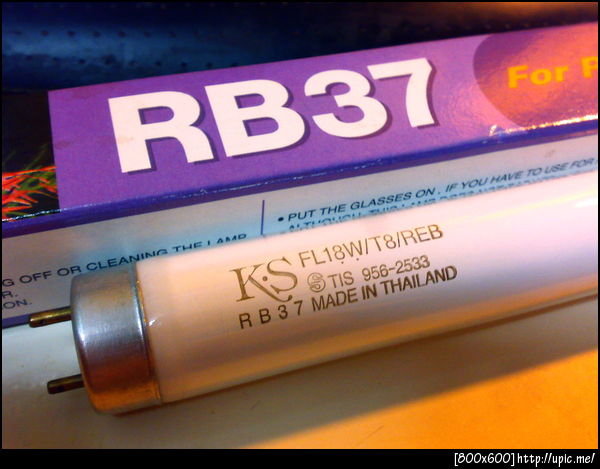 RB37
For
• PUT THE GLASSES ON . IF YOU HAVE TO USE FOR
G OFF OR CLEANING THE LAMP
R.
ON.
K•S FL18W/T8/REB
TIS 956-2533
RB37 MADE IN THAILAND
[800x600]http://upic.me/